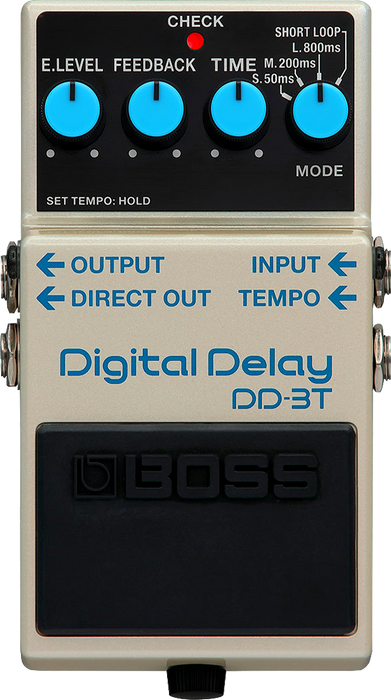 CHECK
E.LEVEL FEEDBACK TIME
SHORT LOOP
L.800ms
M.200ms
S.50ms
MODE
SET TEMPO: HOLD
OUTPUT INPUT
DIRECT OUT TEMPO
Digital Delay
DD-3T
BOSS